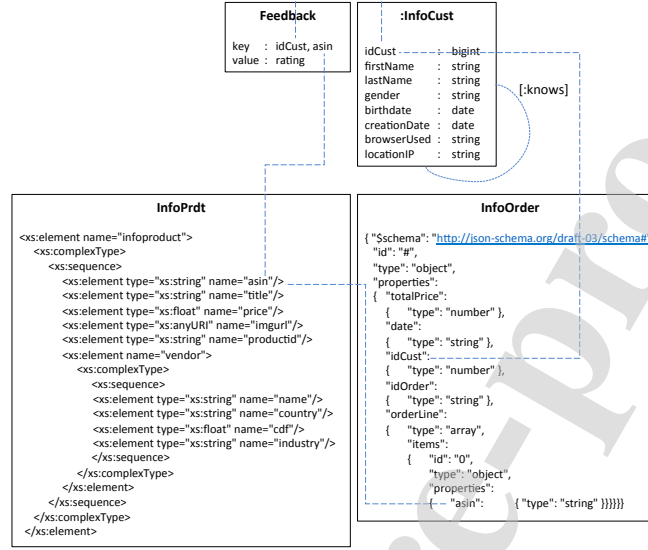 Feedback
key : idCust, asin
value : rating
:InfoCust
idCust : bigint
firstName : string
lastName : string
gender : string
birthdate : date
creationDate : date
browserUsed : string
locationIP : string
[:knows]
InfoPrdt
<xs:element name="infoproduct">
<xs:complexType>
<xs:sequence>
<xs:element type="xs:string" name="asin"/>
<xs:element type="xs:string" name="title"/>
<xs:element type="xs:float" name="price"/>
<xs:element type="xs:anyURI" name="imgurl"/>
<xs:element type="xs:string" name="productid"/>
<xs:element name="vendor">
<xs:complexType>
<xs:sequence>
<xs:element type="xs:string" name="name"/>
<xs:element type="xs:string" name="country"/>
<xs:element type="xs:float" name="cdf"/>
<xs:element type="xs:string" name="industry"/>
</xs:sequence>
</xs:complexType>
</xs:element>
</xs:sequence>
</xs:complexType>
</xs:element>
InfoOrder
{ "$schema": "http://json-schema.org/draft-03/schema#"
"id": "#",
"type": "object",
"properties":
{ "totalPrice":
{ "type": "number" },
"date":
{ "type": "string" },
"idCust":
{ "type": "number" },
"idOrder":
{ "type": "string" },
"orderLine":
{ "type": "array",
"items":
{ "id": "0",
"type": "object",
"properties":
{ "asin": { "type": "string" }}}}}}
re-pro